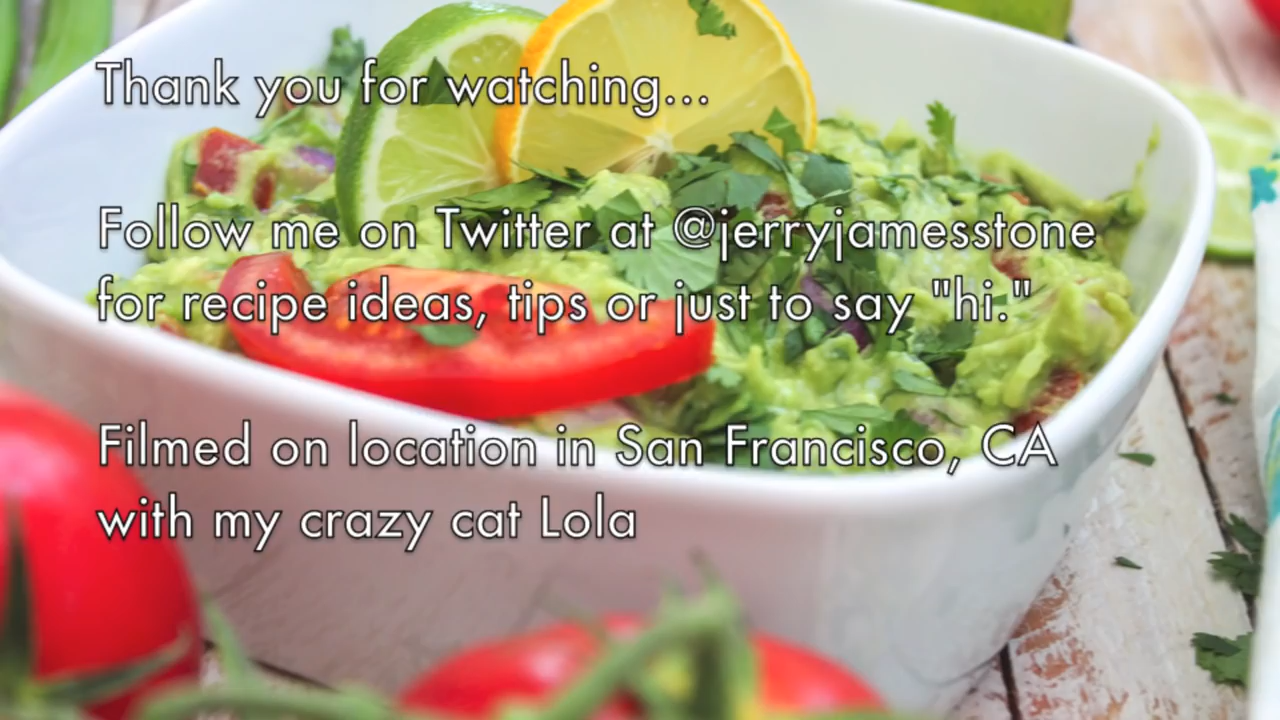 Thank you for watching...
Follow me on Twitter at @jerryjamesstone
for recipe ideas, tips or just to say "hi."
Filmed on location in San Francisco, CA
with my crazy cat Lola